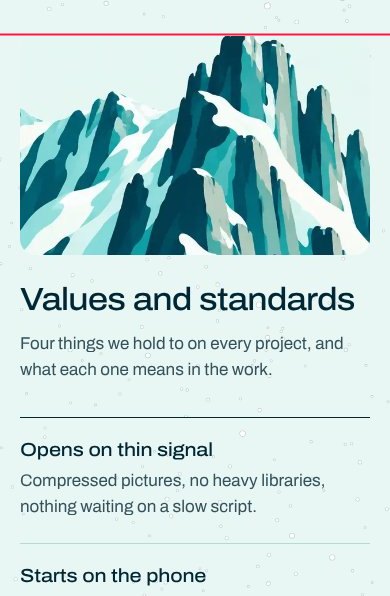 Values and standards
Four things we hold to on every project, and
what each one means in the work.
Opens on thin signal
Compressed pictures, no heavy libraries,
nothing waiting on a slow script.
Starts on the phone